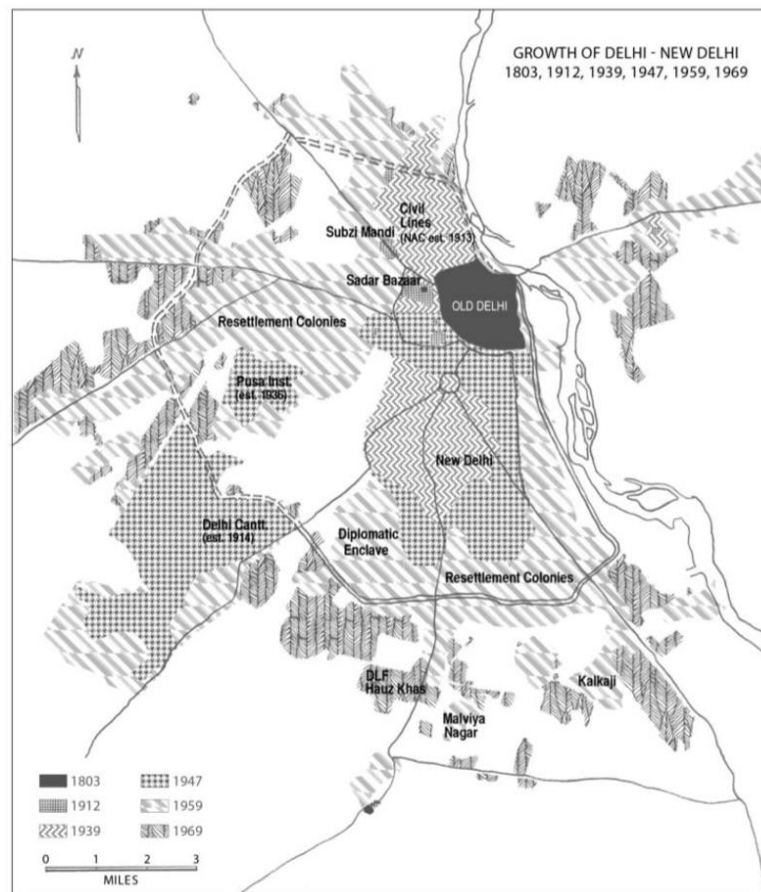 GROWTH OF DELHI - NEW DELHI
1803, 1912, 1939, 1947, 1959, 1969
N
Civil
Lines
(NAC est. 1913)
Subzi Mandi
Sadar Bazaar
OLD DELHI
Resettlement Colonies
Pusa Inst.
(est. 1936)
New Delhi
Delhi Cantt.
(est. 1914)
Diplomatic
Enclave
Resettlement Colonies
DLF
Hauz Khas
Kalkaji
Malviya
Nagar
1803
1947
1912
1959
1939
1969
0 1 2 3
MILES